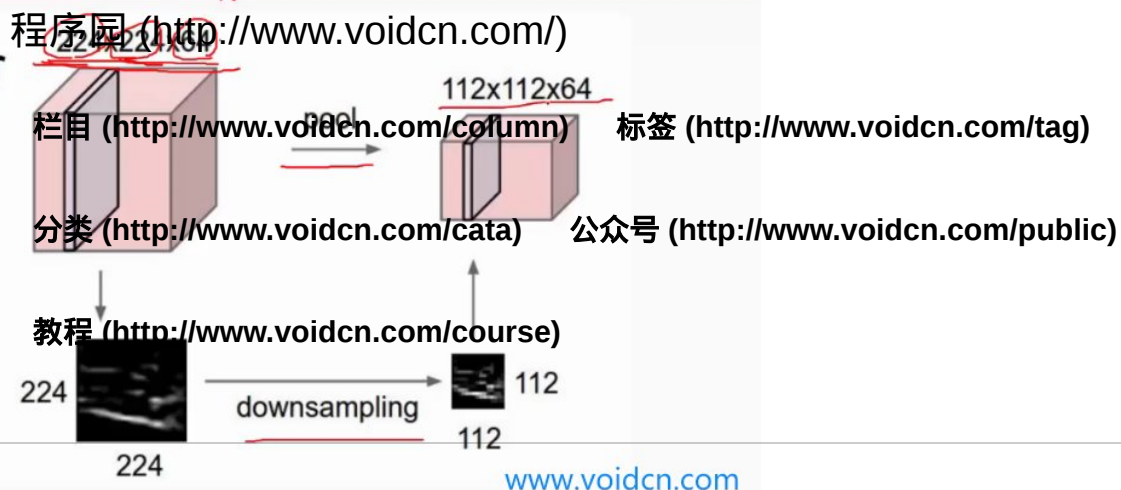 程序园 (http://www.voidcn.com/)
224x224x64
112x112x64
pool
栏目 (http://www.voidcn.com/column) 标签 (http://www.voidcn.com/tag)
分类 (http://www.voidcn.com/cata) 公众号 (http://www.voidcn.com/public)
教程 (http://www.voidcn.com/course)
224 112
downsampling
112
224
www.voidcn.com